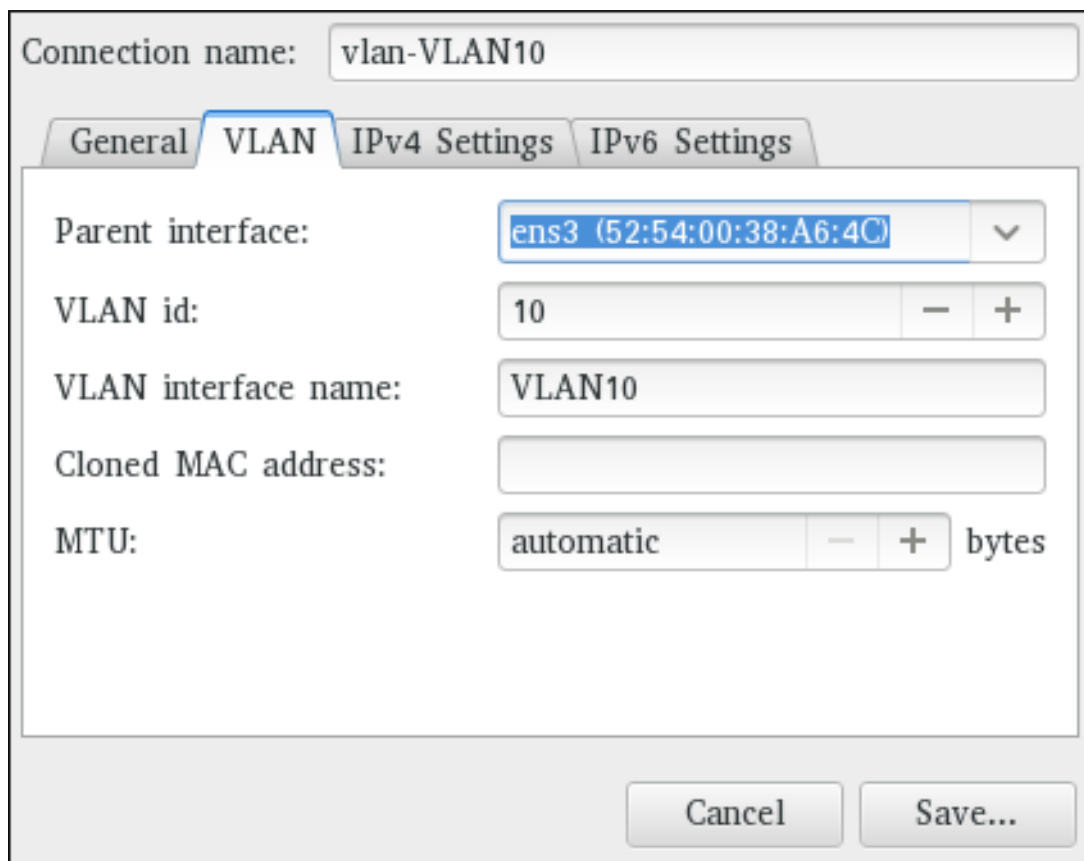 Connection name: vlan-VLAN10
General VLAN IPv4 Settings IPv6 Settings
Parent interface: ens3 (52:54:00:38:A6:4C)
VLAN id: 10
VLAN interface name: VLAN10
Cloned MAC address:
MTU: automatic bytes
Cancel Save...